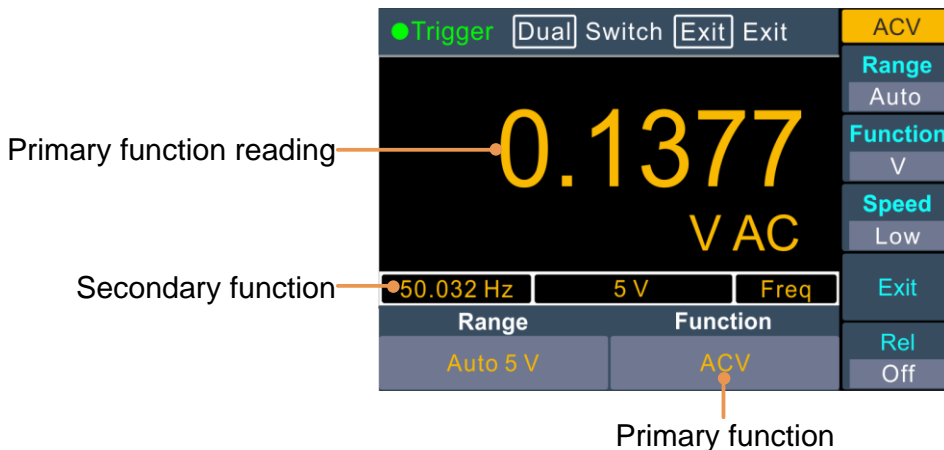 ●Trigger Dual Switch Exit Exit
ACV
Range
Auto
Function
V
Speed
Low
Exit
Rel
Off
Primary function reading
0.1377
V AC
Secondary function
50.032 Hz 5 V Freq
Range Function
Auto 5 V ACV
Primary function